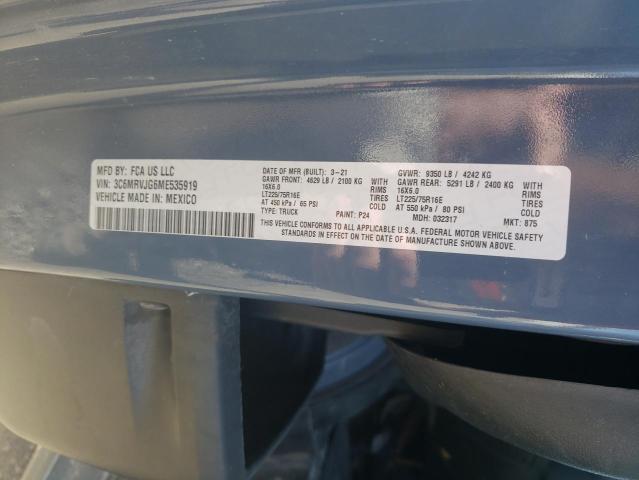 MFD BY: FCA US LLC
VIN: 3C6MRVJG6ME535919
VEHICLE MADE IN: MEXICO
DATE OF MFR (BUILT): 3-21
GAWR FRONT: 4629 LB / 2100 KG WITH
16X6.0 RIMS
LT225/75R16E TIRES
AT 450 kPa / 65 PSI COLD
TYPE: TRUCK PAINT: P24
GVWR: 9350 LB / 4242 KG
GAWR REAR: 5291 LB / 2400 KG WITH
16X6.0 RIMS
LT225/75R16E TIRES
AT 550 kPa / 80 PSI COLD
MDH: 032317 MKT: 875
THIS VEHICLE CONFORMS TO ALL APPLICABLE U.S.A. FEDERAL MOTOR VEHICLE SAFETY
STANDARDS IN EFFECT ON THE DATE OF MANUFACTURE SHOWN ABOVE.